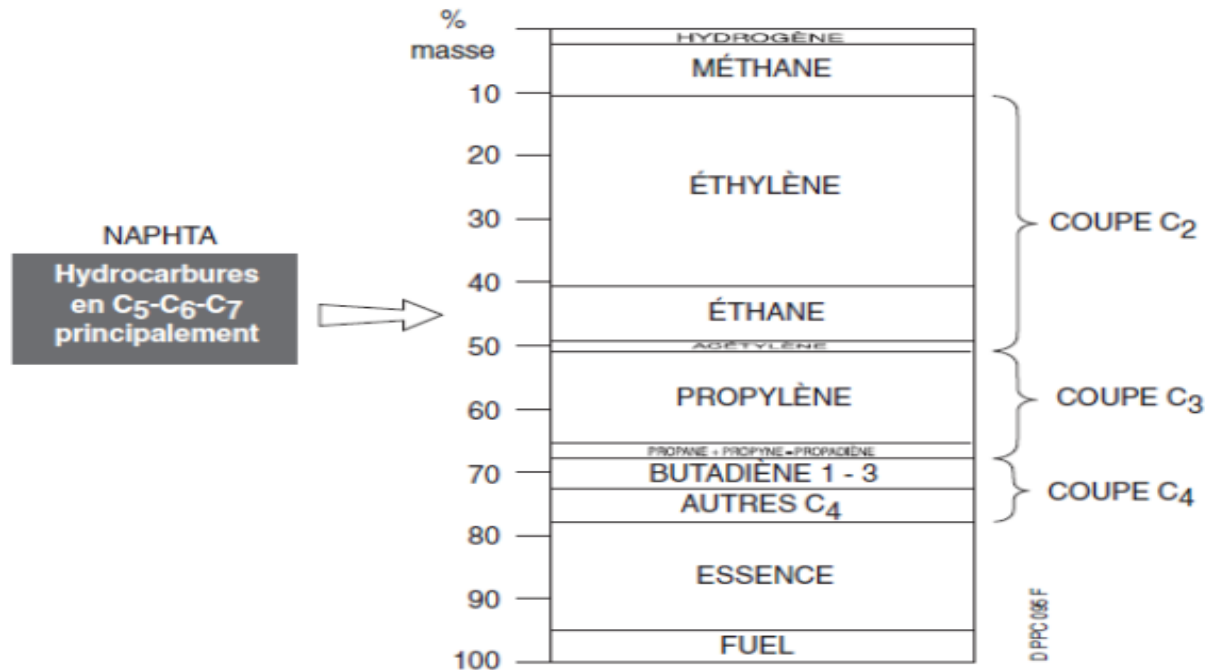 %
masse
10
20
30
40
50
60
70
80
90
100
NAPHTA
Hydrocarbures
en C5-C6-C7
principalement
HYDROGÈNE
MÉTHANE
ÉTHYLÈNE
ÉTHANE
ACÉTYLÈNE
PROPYLÈNE
PROPANE + PROPYNE - PROPADIÈNE
BUTADIÈNE 1 - 3
AUTRES C4
ESSENCE
FUEL
COUPE C2
COUPE C3
COUPE C4
D PPC 095 F